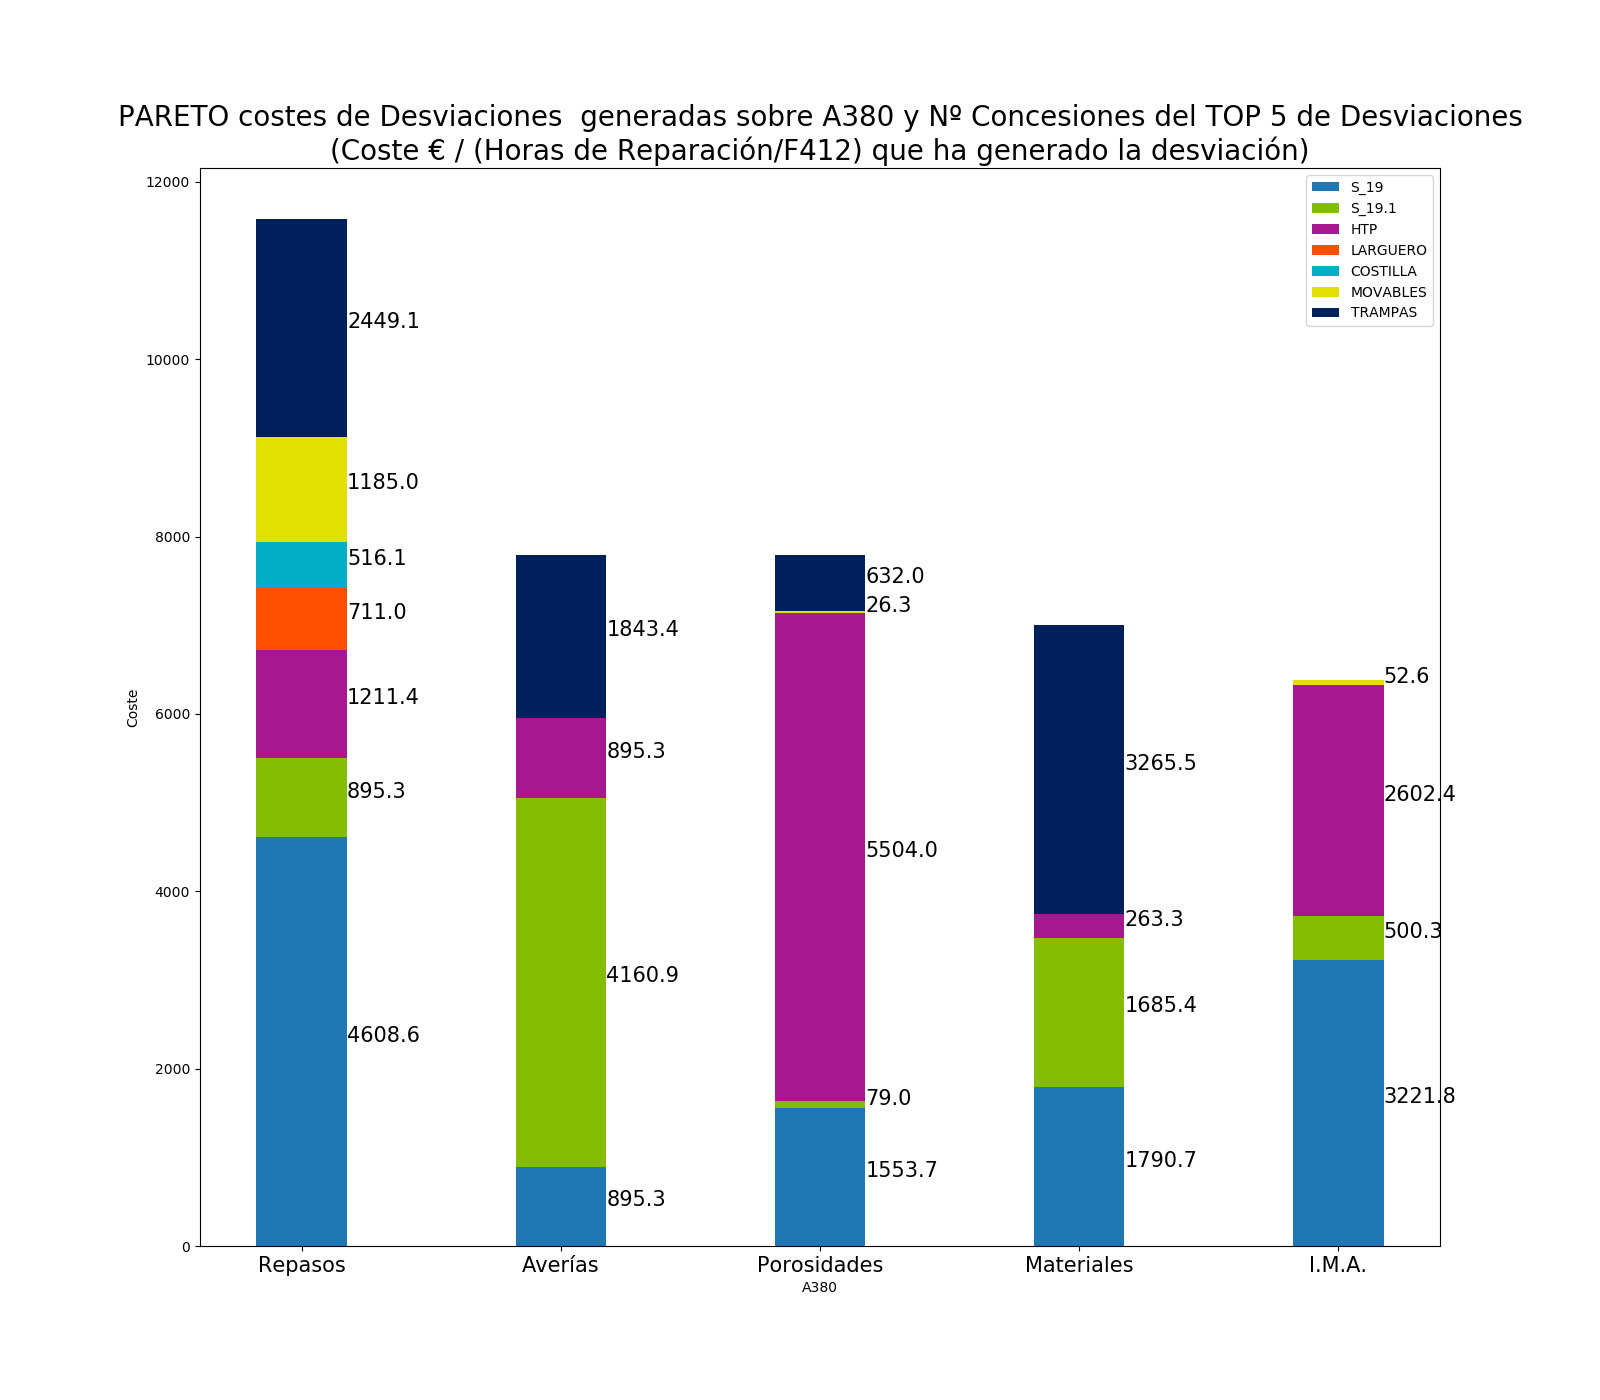 PARETO costes de Desviaciones  generadas sobre A380 y Nº Concesiones del TOP 5 de Desviaciones
(Coste € / (Horas de Reparación/F412) que ha generado la desviación)
12000
10000
8000
6000
4000
2000
0
Coste
S_19
S_19.1
HTP
LARGUERO
COSTILLA
MOVABLES
TRAMPAS
2449.1
1185.0
516.1
711.0
1211.4
895.3
4608.6
1843.4
895.3
4160.9
895.3
632.0
26.3
5504.0
79.0
1553.7
3265.5
263.3
1685.4
1790.7
52.6
2602.4
500.3
3221.8
Repasos Averías Porosidades Materiales I.M.A.
A380